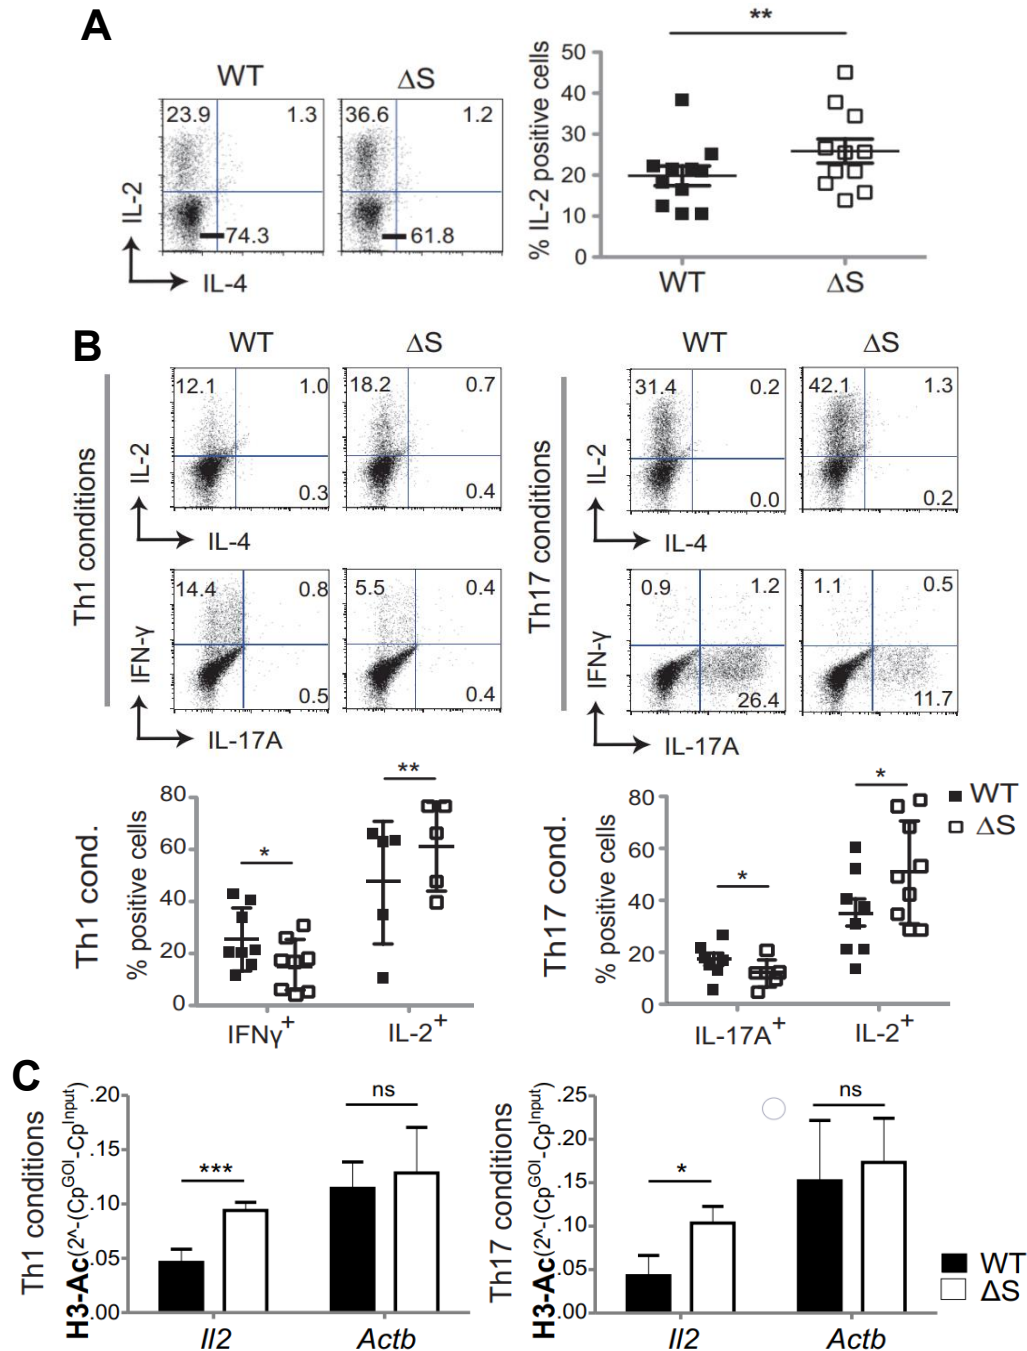 A
WT
ΔS
23.9
1.3
36.6
1.2
74.3
61.8
IL-2
IL-4
**
% IL-2 positive cells
50
40
30
20
10
0
WT
ΔS
B
WT
ΔS
WT
ΔS
Th1 conditions
12.1
1.0
0.3
18.2
0.7
0.4
IL-2
IL-4
14.4
0.8
0.5
5.5
0.4
0.4
IFN-γ
IL-17A
Th17 conditions
31.4
0.2
0.0
42.1
1.3
0.2
IL-2
IL-4
0.9
1.2
26.4
1.1
0.5
11.7
IFN-γ
IL-17A
Th1 cond.
% positive cells
80
60
40
20
0
*
**
IFNγ+
IL-2+
Th17 cond.
% positive cells
80
60
40
20
0
*
*
IL-17A+
IL-2+
WT
ΔS
C
Th1 conditions
H3-Ac(2^-(CpGOI-CpInput)
.20
.15
.10
.05
.00
***
ns
Il2
Actb
Th17 conditions
H3-Ac(2^-(CpGOI-CpInput)
.25
.20
.15
.10
.05
.00
*
ns
Il2
Actb
WT
ΔS